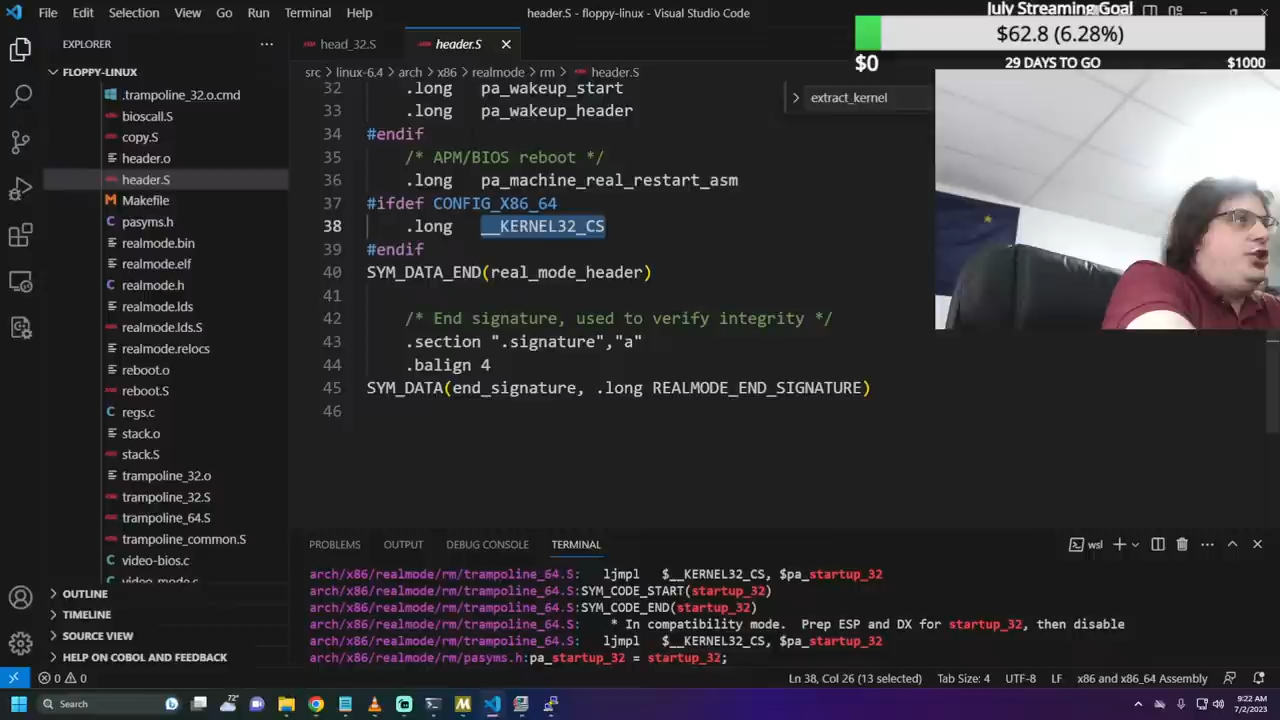 File Edit Selection View Go Run Terminal Help
header.S - floppy-linux - Visual Studio Code
July Streaming Goal
$62.8 (6.28%)
$0 29 DAYS TO GO $1000
EXPLORER
FLOPPY-LINUX
.trampoline_32.o.cmd
bioscall.S
copy.S
header.o
header.S
Makefile
pasyms.h
realmode.bin
realmode.elf
realmode.h
realmode.lds
realmode.lds.S
realmode.relocs
reboot.o
reboot.S
regs.c
stack.o
stack.S
trampoline_32.o
trampoline_32.S
trampoline_64.S
trampoline_common.S
video-bios.c
video-mode.c
OUTLINE
TIMELINE
SOURCE VIEW
HELP ON COBOL AND FEEDBACK
head_32.S header.S
src > linux-6.4 > arch > x86 > realmode > rm > header.S
extract_kernel
32 .long pa_wakeup_start
33 .long pa_wakeup_header
34 #endif
35 /* APM/BIOS reboot */
36 .long pa_machine_real_restart_asm
37 #ifdef CONFIG_X86_64
38 .long __KERNEL32_CS
39 #endif
40 SYM_DATA_END(real_mode_header)
41
42 /* End signature, used to verify integrity */
43 .section ".signature","a"
44 .balign 4
45 SYM_DATA(end_signature, .long REALMODE_END_SIGNATURE)
46
PROBLEMS OUTPUT DEBUG CONSOLE TERMINAL
wsl
arch/x86/realmode/rm/trampoline_64.S: ljmpl $__KERNEL32_CS, $pa_startup_32
arch/x86/realmode/rm/trampoline_64.S:SYM_CODE_START(startup_32)
arch/x86/realmode/rm/trampoline_64.S:SYM_CODE_END(startup_32)
arch/x86/realmode/rm/trampoline_64.S: * In compatibility mode. Prep ESP and DX for startup_32, then disable
arch/x86/realmode/rm/trampoline_64.S: ljmpl $__KERNEL32_CS, $pa_startup_32
arch/x86/realmode/rm/pasyms.h:pa_startup_32 = startup_32;
0 0
Ln 38, Col 26 (13 selected) Tab Size: 4 UTF-8 LF x86 and x86_64 Assembly
Search
72°
9:22 AM
7/2/2023